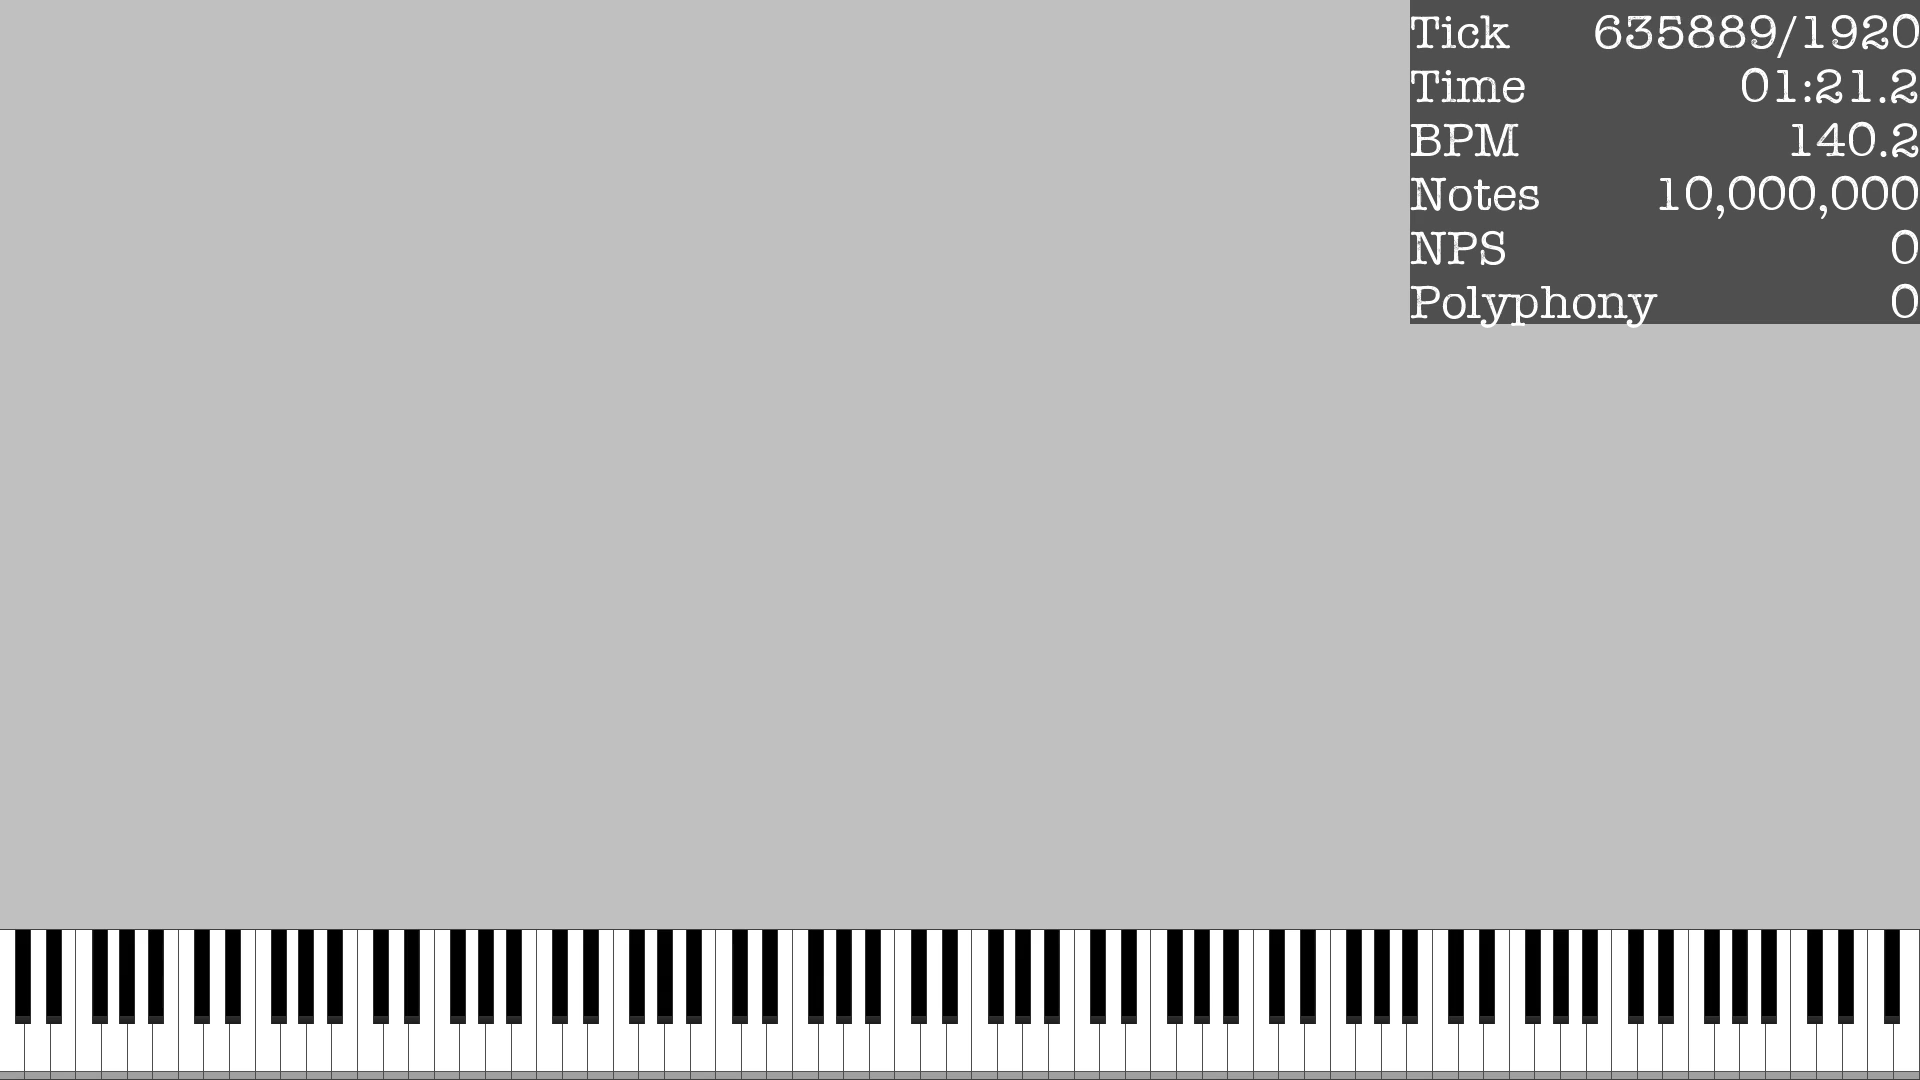 Tick 635889/1920
Time 01:21.2
BPM 140.2
Notes 10,000,000
NPS 0
Polyphony 0